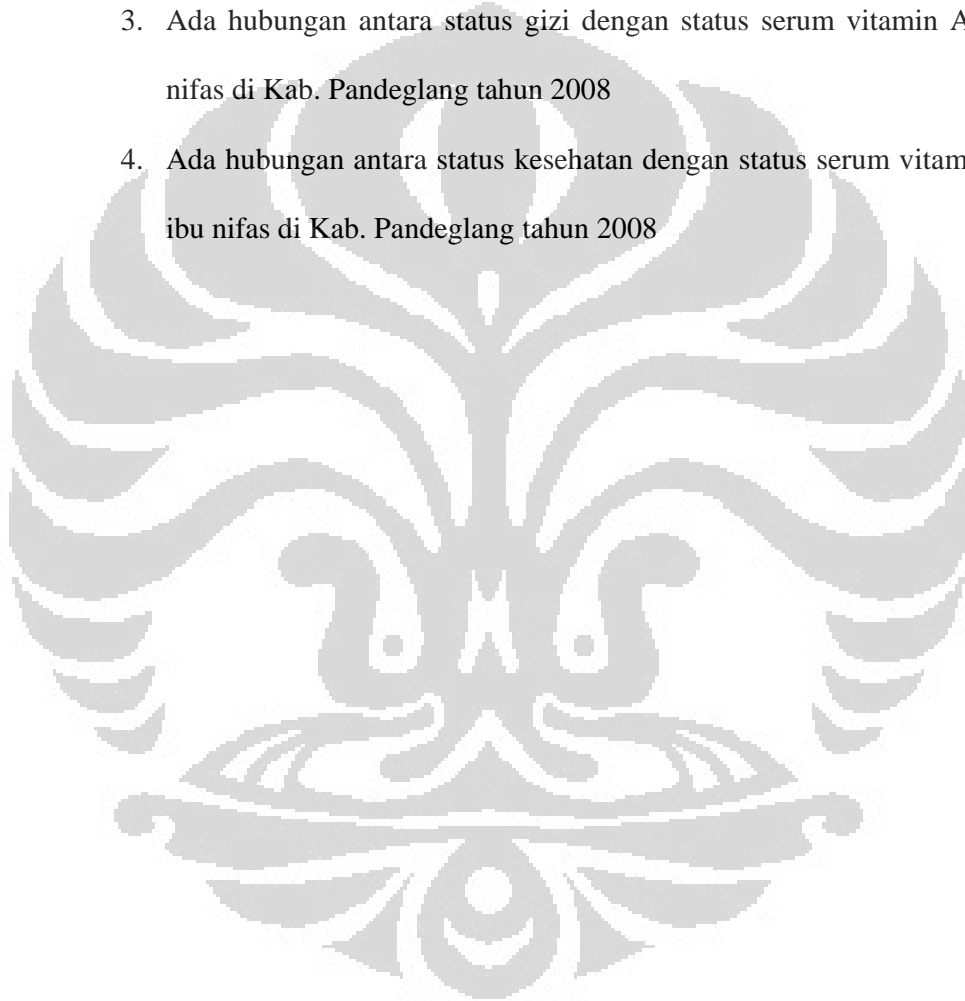 3. Ada hubungan antara status gizi dengan status serum vitamin A
nifas di Kab. Pandeglang tahun 2008
4. Ada hubungan antara status kesehatan dengan status serum
ibu nifas di Kab. Pandeglang tahun 2008